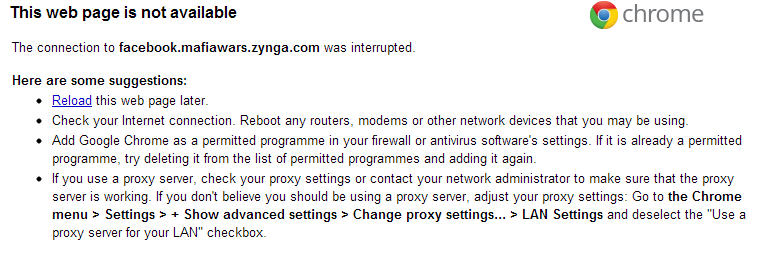 This web page is not available
chrome
The connection to facebook.mafiawars.zynga.com was interrupted.
Here are some suggestions:
• Reload this web page later.
• Check your Internet connection. Reboot any routers, modems or other network devices that you may be using.
• Add Google Chrome as a permitted programme in your firewall or antivirus software's settings. If it is already a permitted
programme, try deleting it from the list of permitted programmes and adding it again.
• If you use a proxy server, check your proxy settings or contact your network administrator to make sure that the proxy
server is working. If you don't believe you should be using a proxy server, adjust your proxy settings: Go to the Chrome
menu > Settings > + Show advanced settings > Change proxy settings... > LAN Settings and deselect the "Use a
proxy server for your LAN" checkbox.